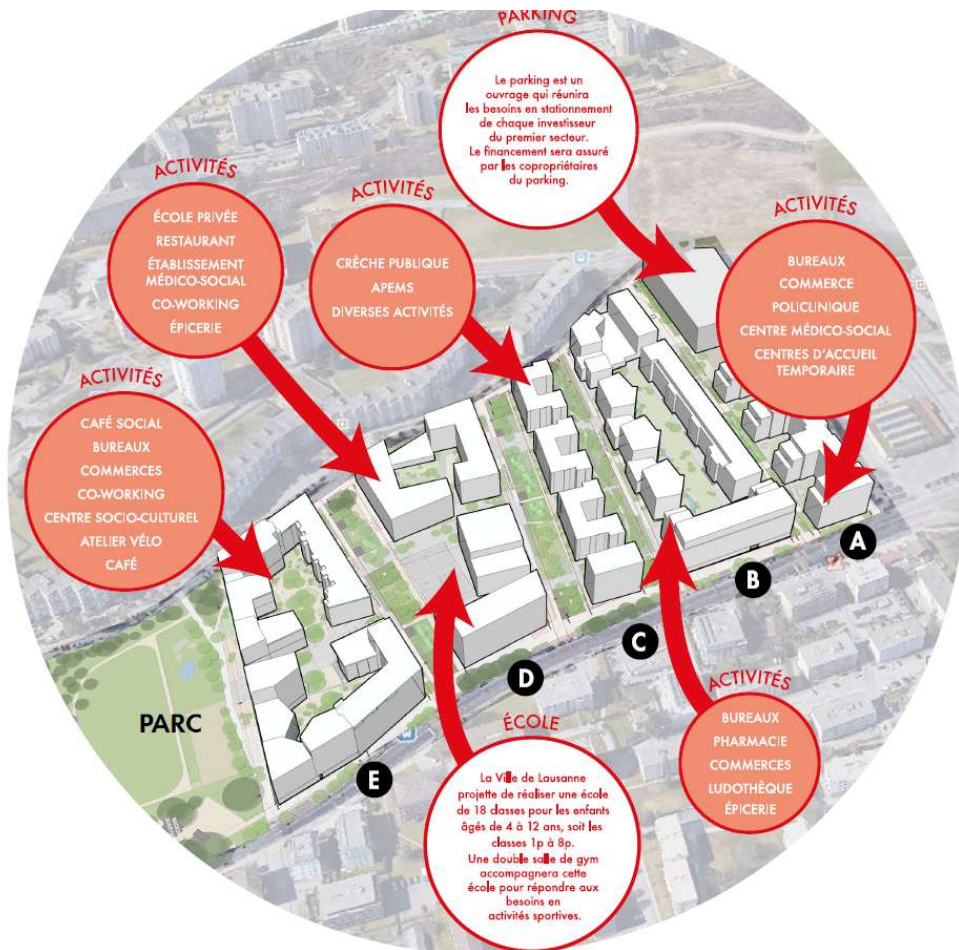 PARKING
Le parking est un
ouvrage qui réunira
les besoins en stationnement
de chaque investisseur
du premier secteur.
Le financement sera assuré
par les copropriétaires
du parking.
ACTIVITÉS
ÉCOLE PRIVÉE
RESTAURANT
ÉTABLISSEMENT
MÉDICO-SOCIAL
CO-WORKING
ÉPICERIE
ACTIVITÉS
CRÈCHE PUBLIQUE
APEMS
DIVERSES ACTIVITÉS
ACTIVITÉS
BUREAUX
COMMERCE
POLICLINIQUE
CENTRE MÉDICO-SOCIAL
CENTRES D'ACCUEIL
TEMPORAIRE
ACTIVITÉS
CAFÉ SOCIAL
BUREAUX
COMMERCES
CO-WORKING
CENTRE SOCIO-CULTUREL
ATELIER VÉLO
CAFÉ
A
B
C
D
E
PARC
ÉCOLE
La Ville de Lausanne
projette de réaliser une école
de 18 classes pour les enfants
âgés de 4 à 12 ans, soit les
classes 1p à 8p.
Une double salle de gym
accompagnera cette
école pour répondre aux
besoins en
activités sportives.
ACTIVITÉS
BUREAUX
PHARMACIE
COMMERCES
LUDOTHÈQUE
ÉPICERIE